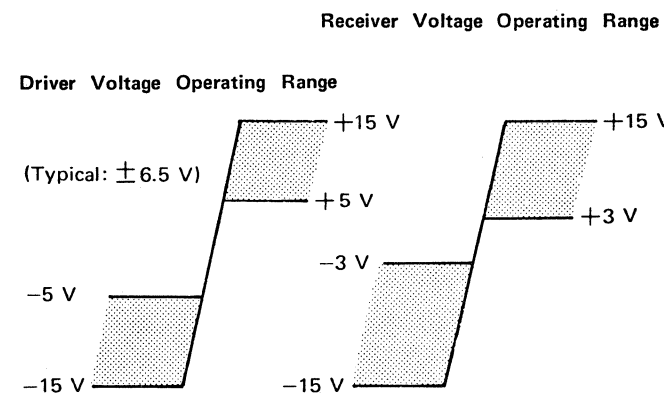 Receiver Voltage Operating Range
Driver Voltage Operating Range
+15 V
+15 V
(Typical: ±6.5 V)
+5 V
+3 V
−3 V
−5 V
−15 V
−15 V